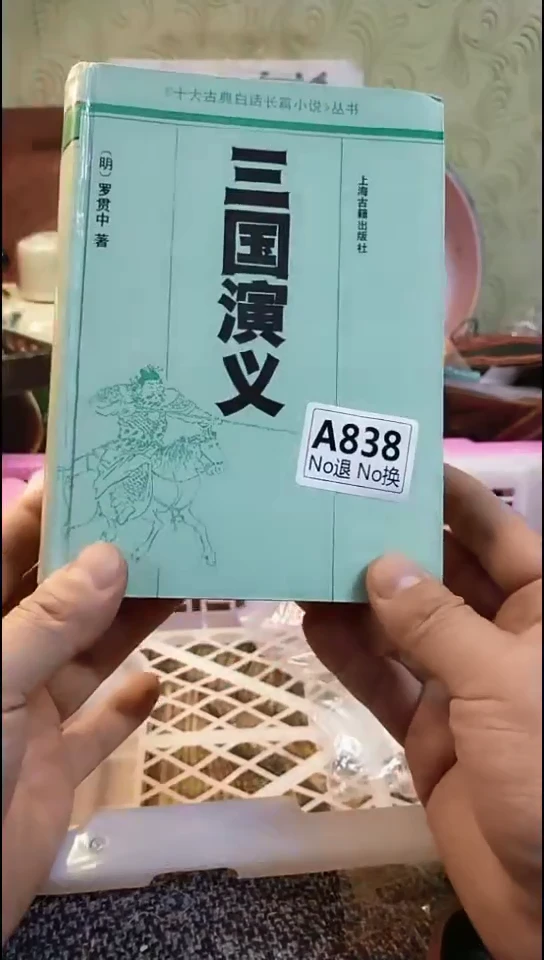 《十大古典白话长篇小说》丛书
〔明〕罗贯中 著
三国演义
上海古籍出版社
A838
No退 No换